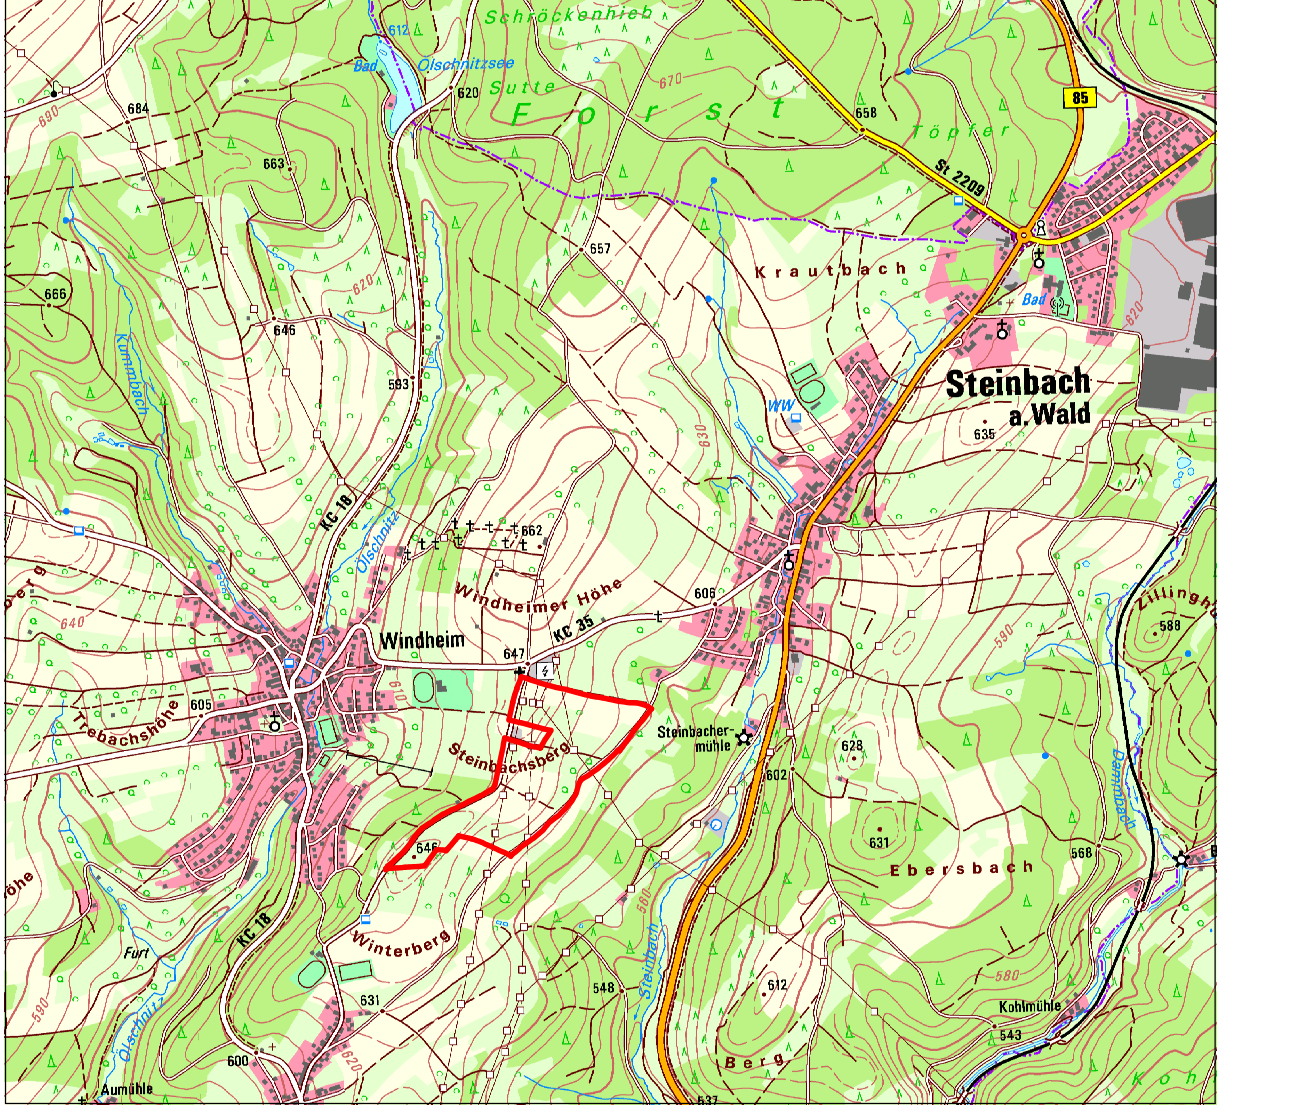 Schröckenhieb
612
Bad
Ölschnitzsee
620
Sutte
670
Forst
690
684
658
Töpfer
85
St 2209
663
657
Krautbach
666
620
646
593
Kummbach
Bad
620
Steinbach
a. Wald
635
WW
630
KC 18
Ölschnitz
662
Windheimer Höhe
606
KC 35
647
Windheim
640
610
605
Trebachshöhe
Steinbachsberg
646
Steinbacher-
mühle
602
628
631
Ebersbach
590
588
568
Dammbach
KC 18
Furt
590
Ölschnitz
Winterberg
631
620
600
Aumühle
580
Steinbach
548
612
Berg
537
580
Kohlmühle
543
Koh